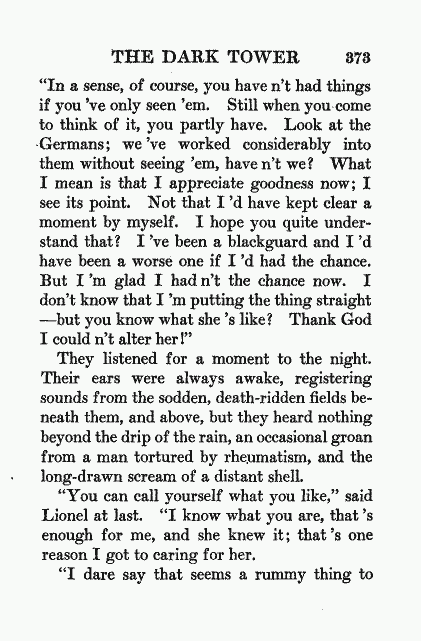 THE DARK TOWER 373
“In a sense, of course, you have n't had things
if you 've only seen 'em. Still when you come
to think of it, you partly have. Look at the
Germans; we 've worked considerably into
them without seeing 'em, have n't we? What
I mean is that I appreciate goodness now; I
see its point. Not that I 'd have kept clear a
moment by myself. I hope you quite under-
stand that? I 've been a blackguard and I 'd
have been a worse one if I 'd had the chance.
But I 'm glad I had n't the chance now. I
don't know that I 'm putting the thing straight
—but you know what she 's like? Thank God
I could n't alter her!”
They listened for a moment to the night.
Their ears were always awake, registering
sounds from the sodden, death-ridden fields be-
neath them, and above, but they heard nothing
beyond the drip of the rain, an occasional groan
from a man tortured by rheumatism, and the
long-drawn scream of a distant shell.
“You can call yourself what you like,” said
Lionel at last. “I know what you are, that 's
enough for me, and she knew it; that 's one
reason I got to caring for her.
“I dare say that seems a rummy thing to